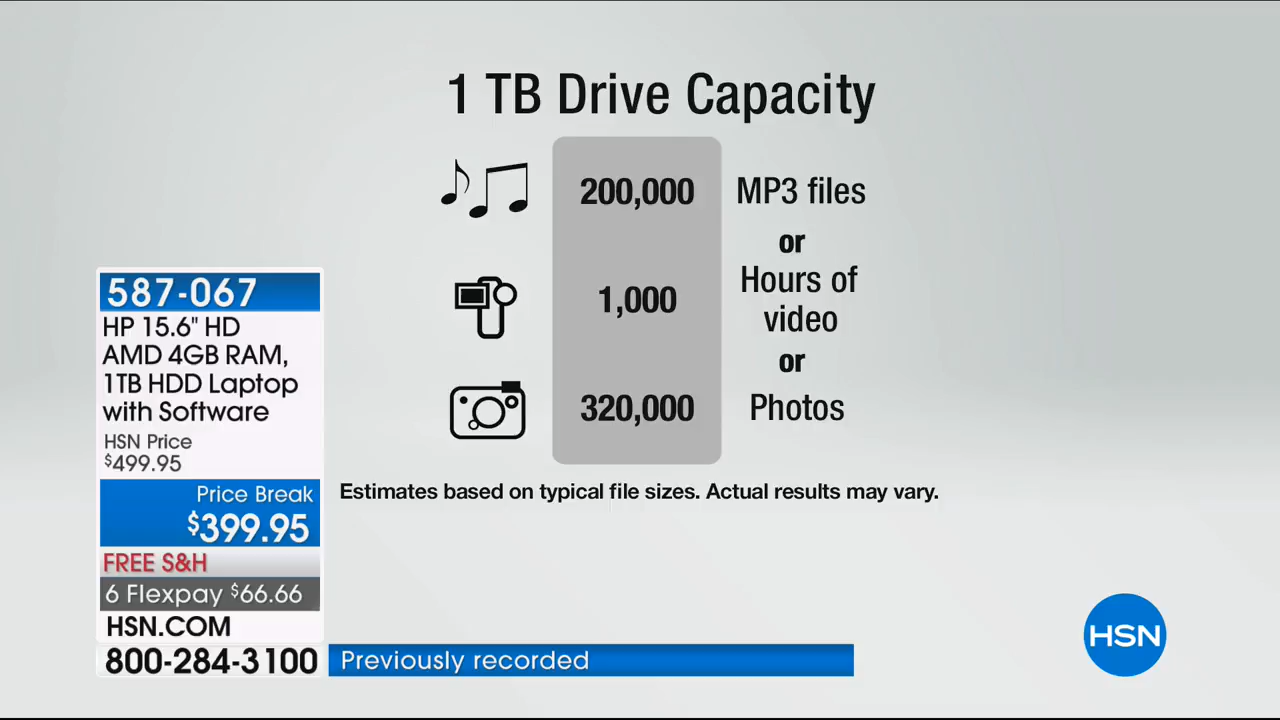 1 TB Drive Capacity
200,000 MP3 files
or
1,000 Hours of
video
or
320,000 Photos
Estimates based on typical file sizes. Actual results may vary.
587-067
HP 15.6" HD
AMD 4GB RAM,
1TB HDD Laptop
with Software
HSN Price
$499.95
Price Break
$399.95
FREE S&H
6 Flexpay $66.66
HSN.COM
800-284-3100
Previously recorded
HSN